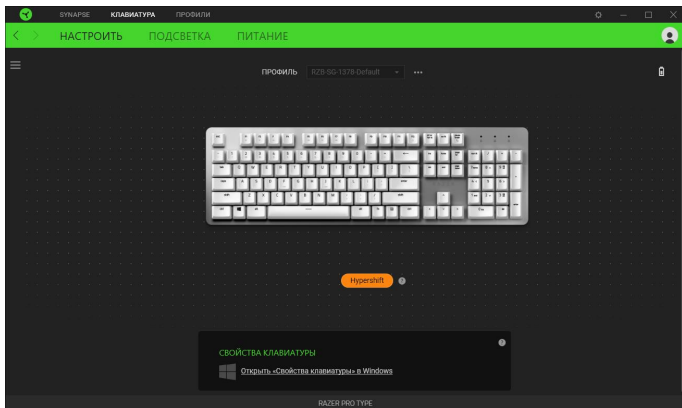 SYNAPSE КЛАВИАТУРА ПРОФИЛИ
НАСТРОИТЬ ПОДСВЕТКА ПИТАНИЕ
ПРОФИЛЬ RZB-SG-1378-Default
Hypershift
СВОЙСТВА КЛАВИАТУРЫ
Открыть «Свойства клавиатуры» в Windows
RAZER PRO TYPE